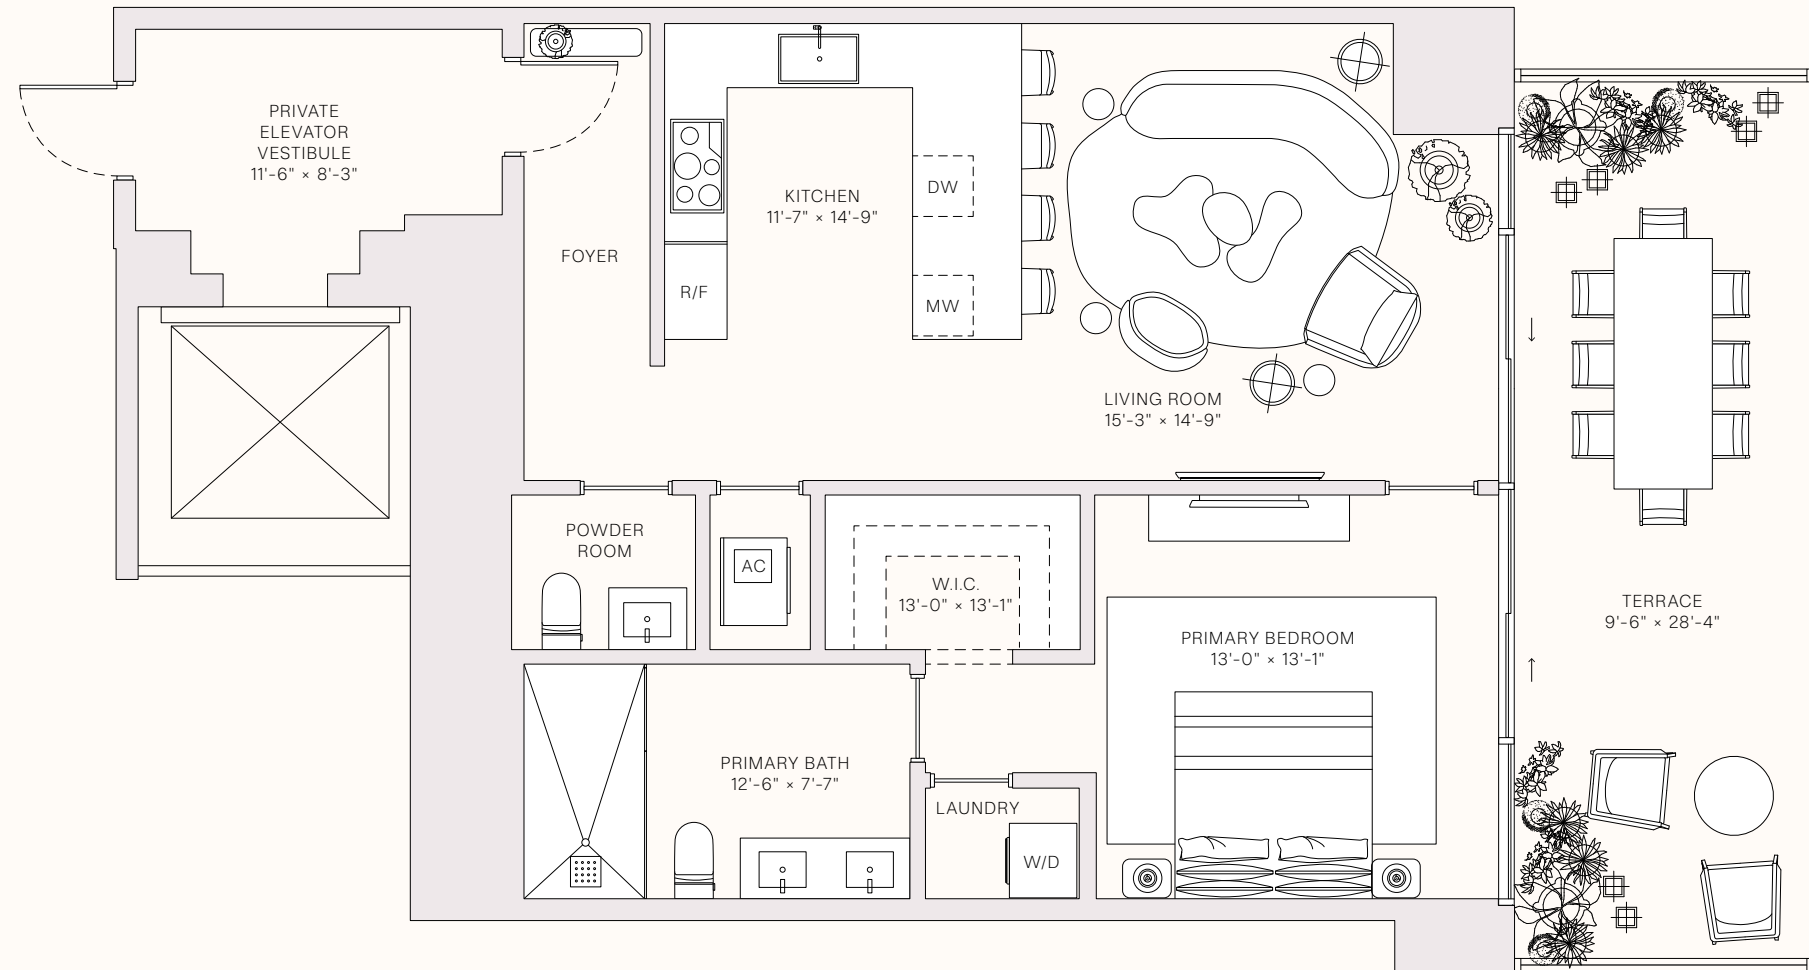 PRIVATE
ELEVATOR
VESTIBULE
11'-6" × 8'-3"
FOYER
R/F
KITCHEN
11'-7" × 14'-9"
DW
MW
LIVING ROOM
15'-3" × 14'-9"
POWDER
ROOM
AC
W.I.C.
13'-0" × 13'-1"
PRIMARY BEDROOM
13'-0" × 13'-1"
TERRACE
9'-6" × 28'-4"
PRIMARY BATH
12'-6" × 7'-7"
LAUNDRY
W/D